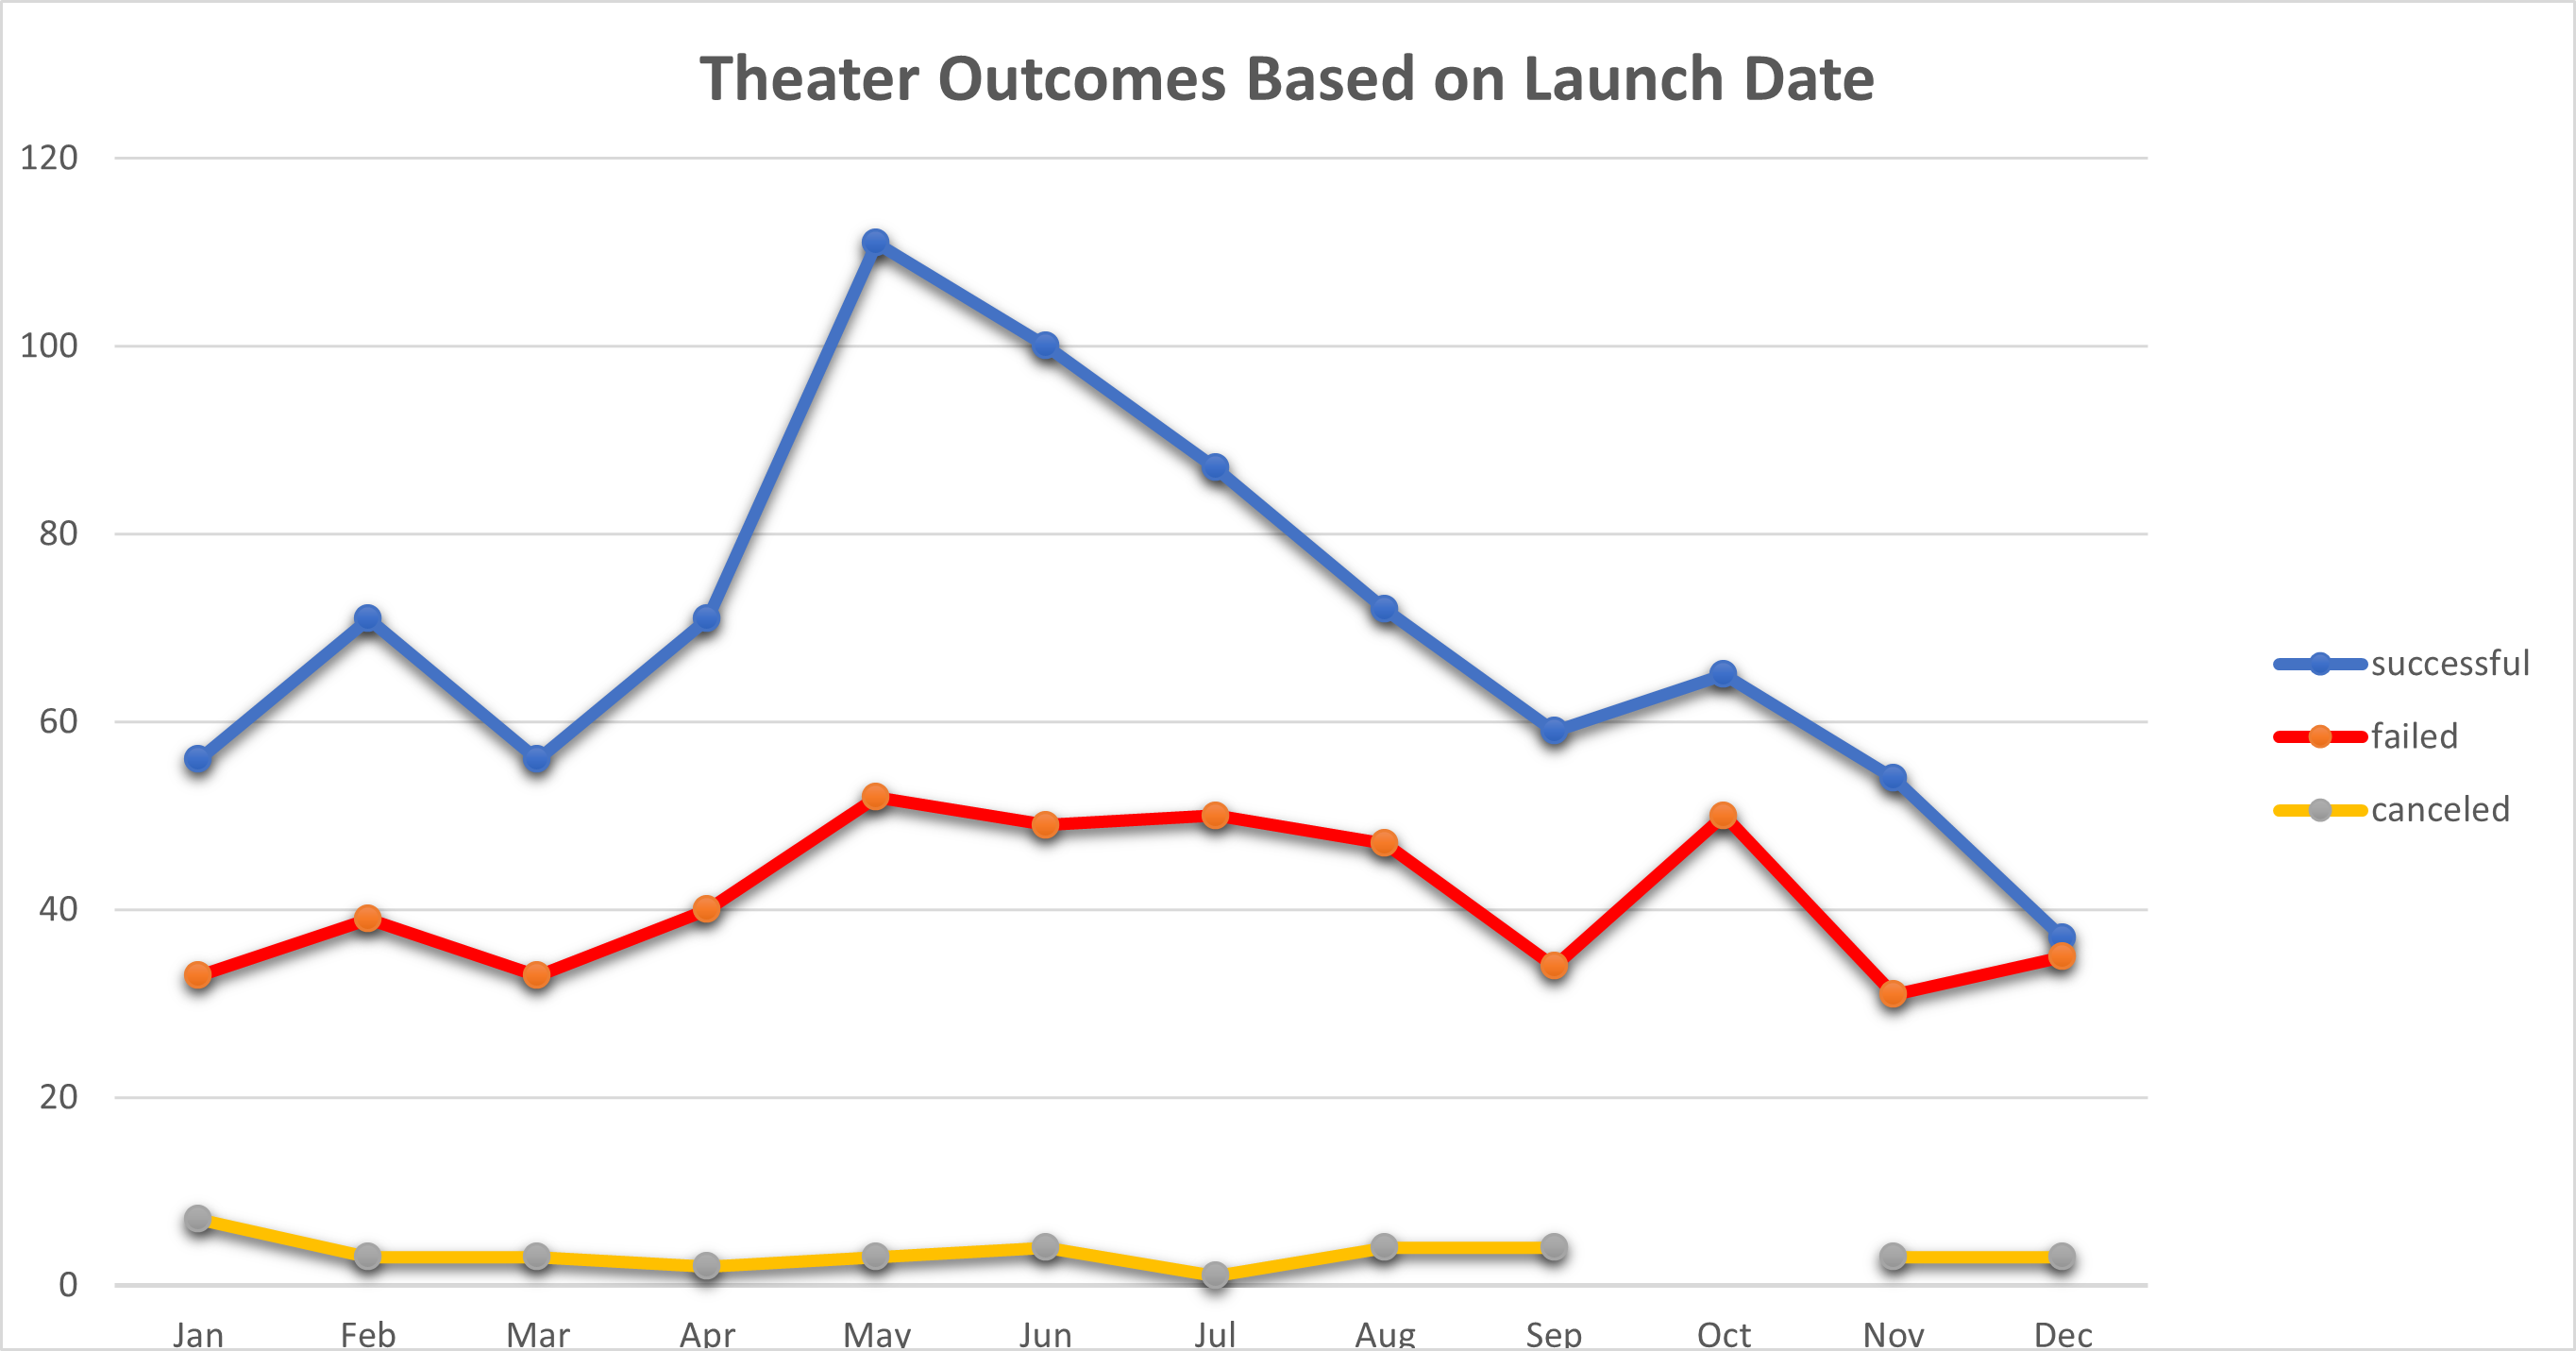 Theater Outcomes Based on Launch Date
120
100
80
60
40
20
0
Jan Feb Mar Apr May Jun Jul Aug Sep Oct Nov Dec
successful
failed
canceled